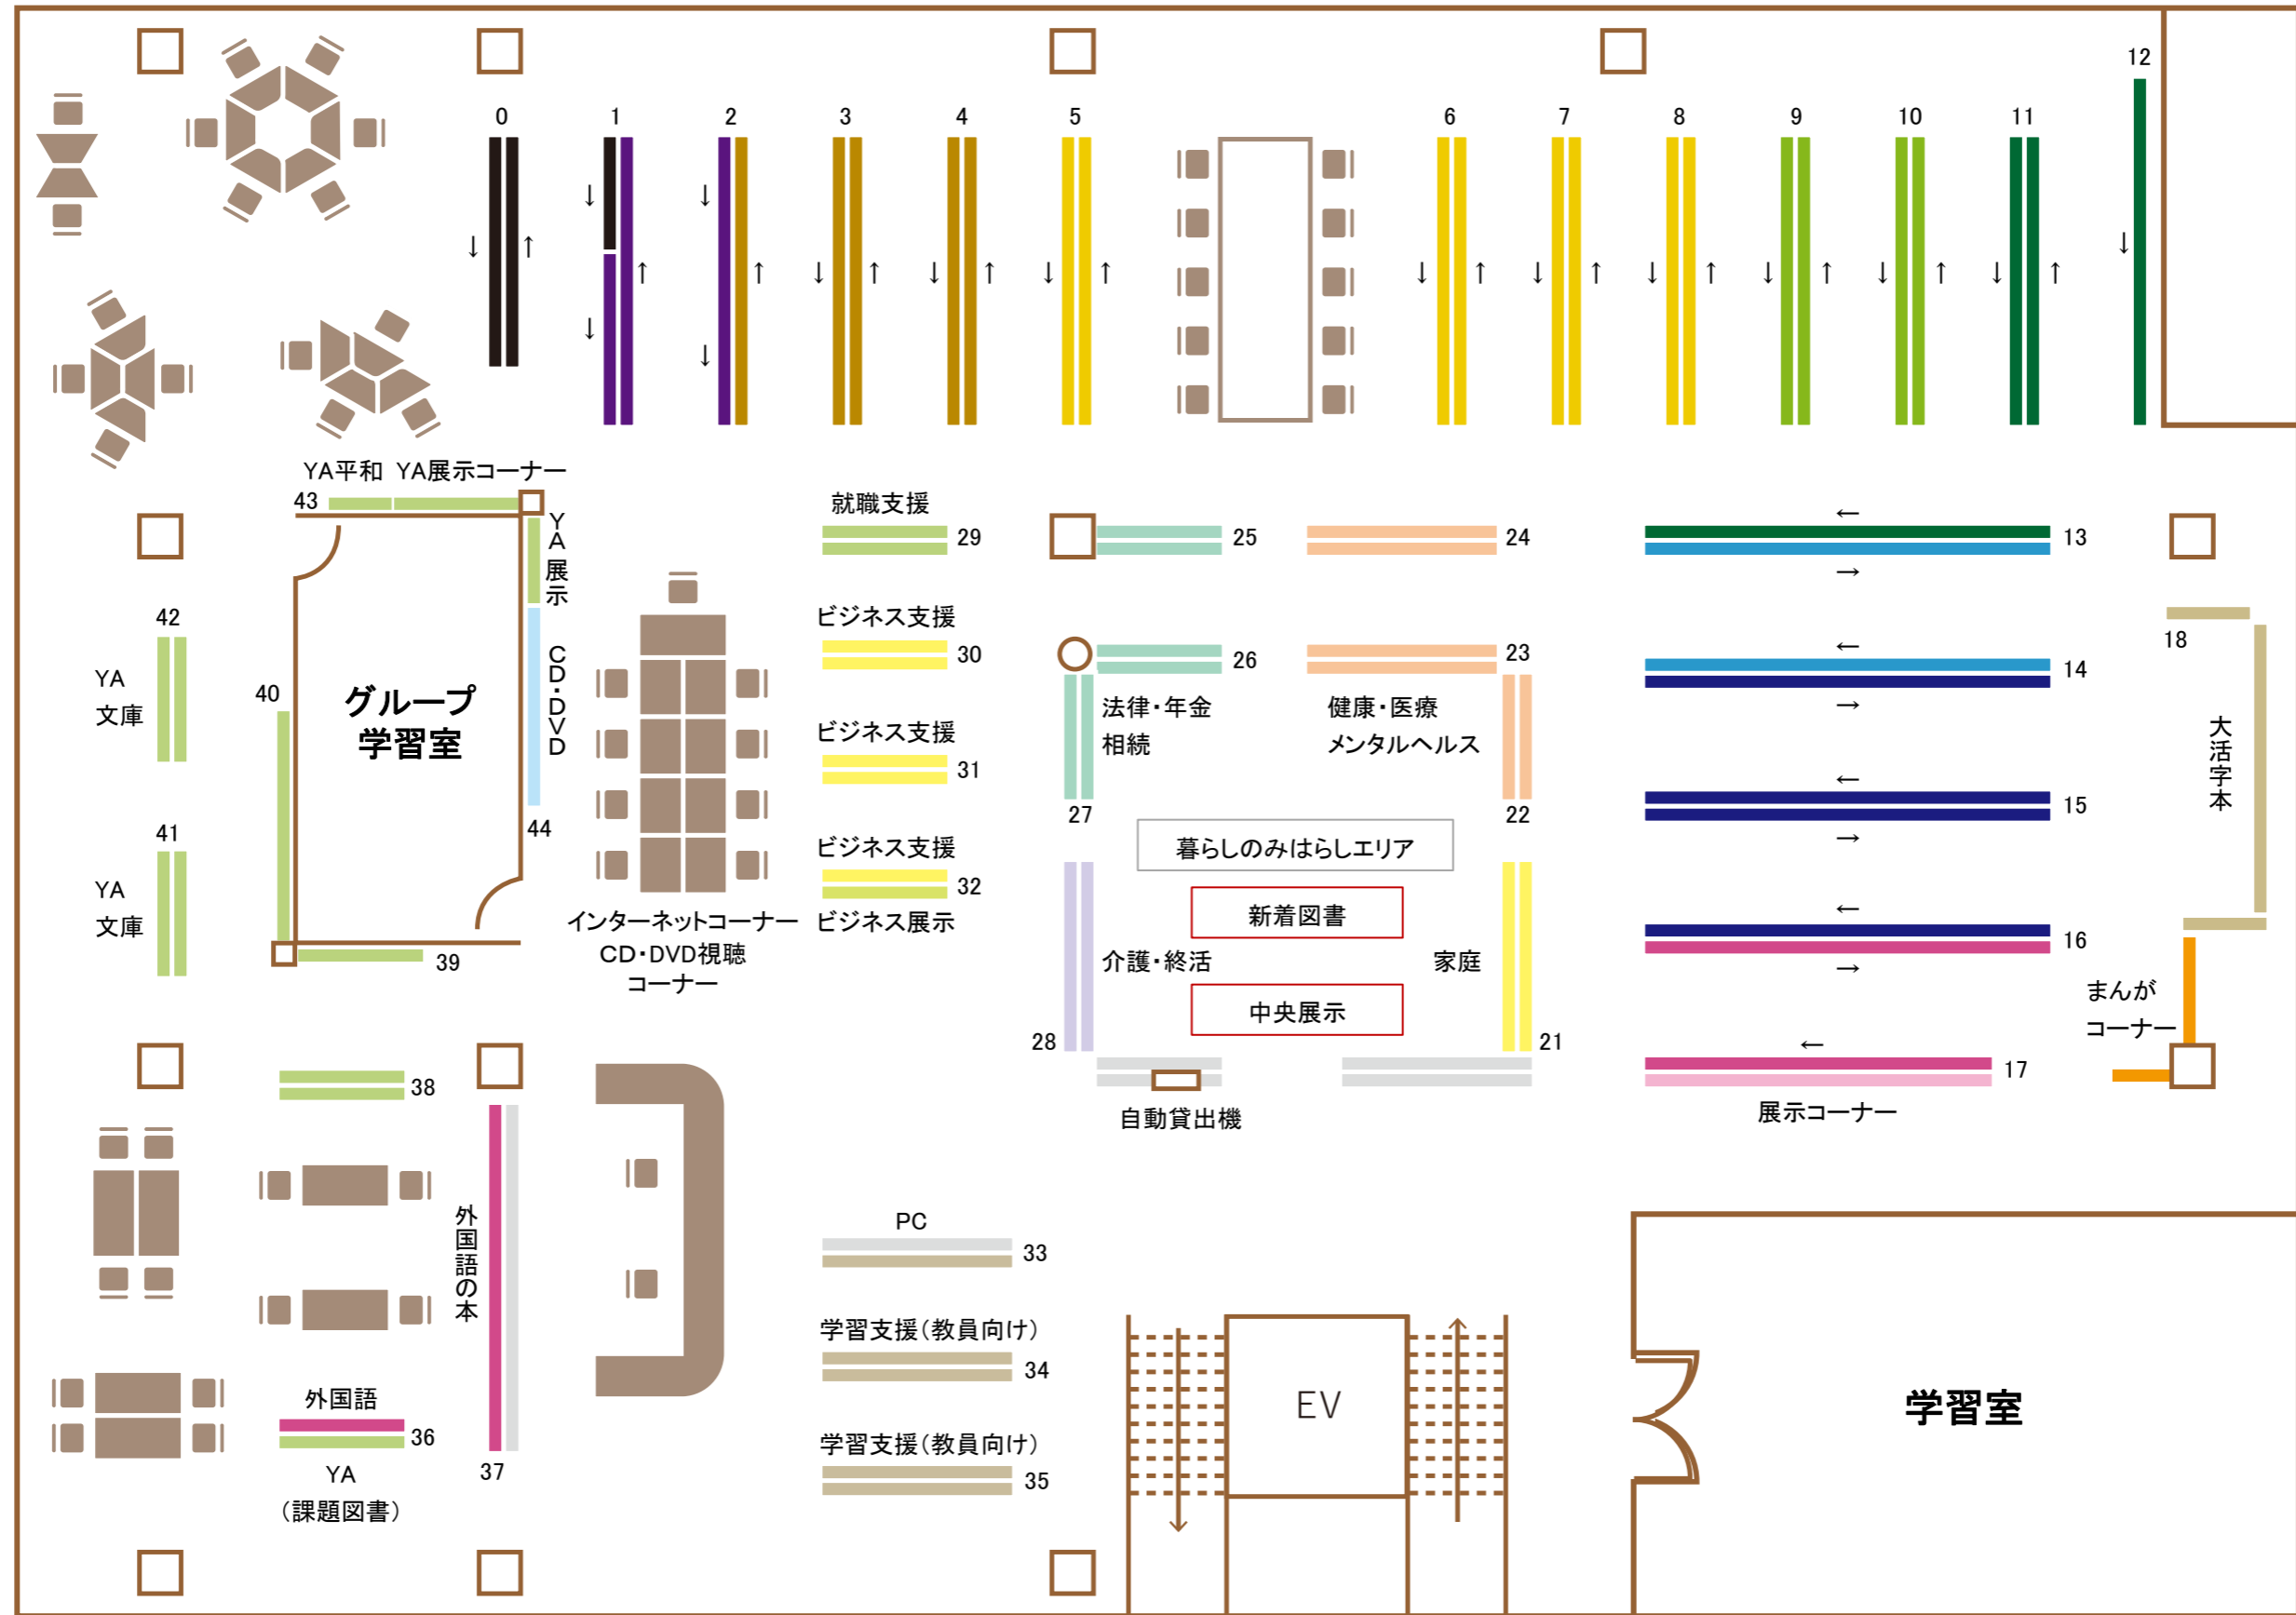 12
0
1
2
3
4
5
6
7
8
9
10
11
↓
↓
↑
↓
↓
↑
↓
↓
↑
↓
↑
↓
↑
↓
↑
↓
↑
↓
↑
↓
↑
↓
↑
↓
↑
↓
↑
YA平和 YA展示コーナー
43
YA展示
CD・DVD
44
就職支援
29
25
24
←
13
→
42
YA
文庫
40
グループ
学習室
ビジネス支援
30
26
23
←
14
→
18
法律・年金
相続
健康・医療
メンタルヘルス
大活字本
ビジネス支援
31
27
22
←
15
→
41
YA
文庫
39
暮らしのみはらしエリア
ビジネス支援
32
ビジネス展示
新着図書
インターネットコーナー
CD・DVD視聴
コーナー
介護・終活
家庭
←
16
→
中央展示
まんが
コーナー
28
21
←
17
展示コーナー
自動貸出機
38
外国語の本
37
PC
33
学習支援(教員向け)
34
外国語
36
YA
(課題図書)
学習支援(教員向け)
35
EV
学習室